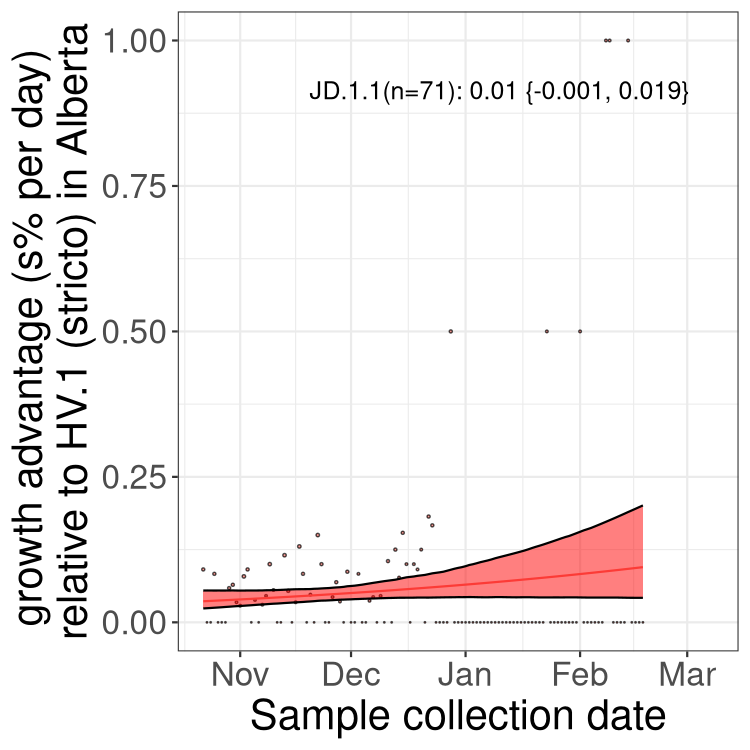 growth advantage (s% per day)
relative to HV.1 (stricto) in Alberta
1.00
0.75
0.50
0.25
0.00
JD.1.1(n=71): 0.01 {-0.001, 0.019}
Nov Dec Jan Feb Mar
Sample collection date